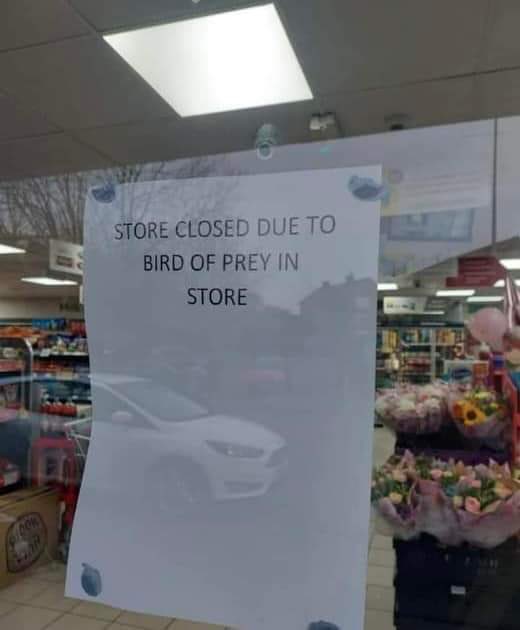 STORE CLOSED DUE TO
BIRD OF PREY IN
STORE